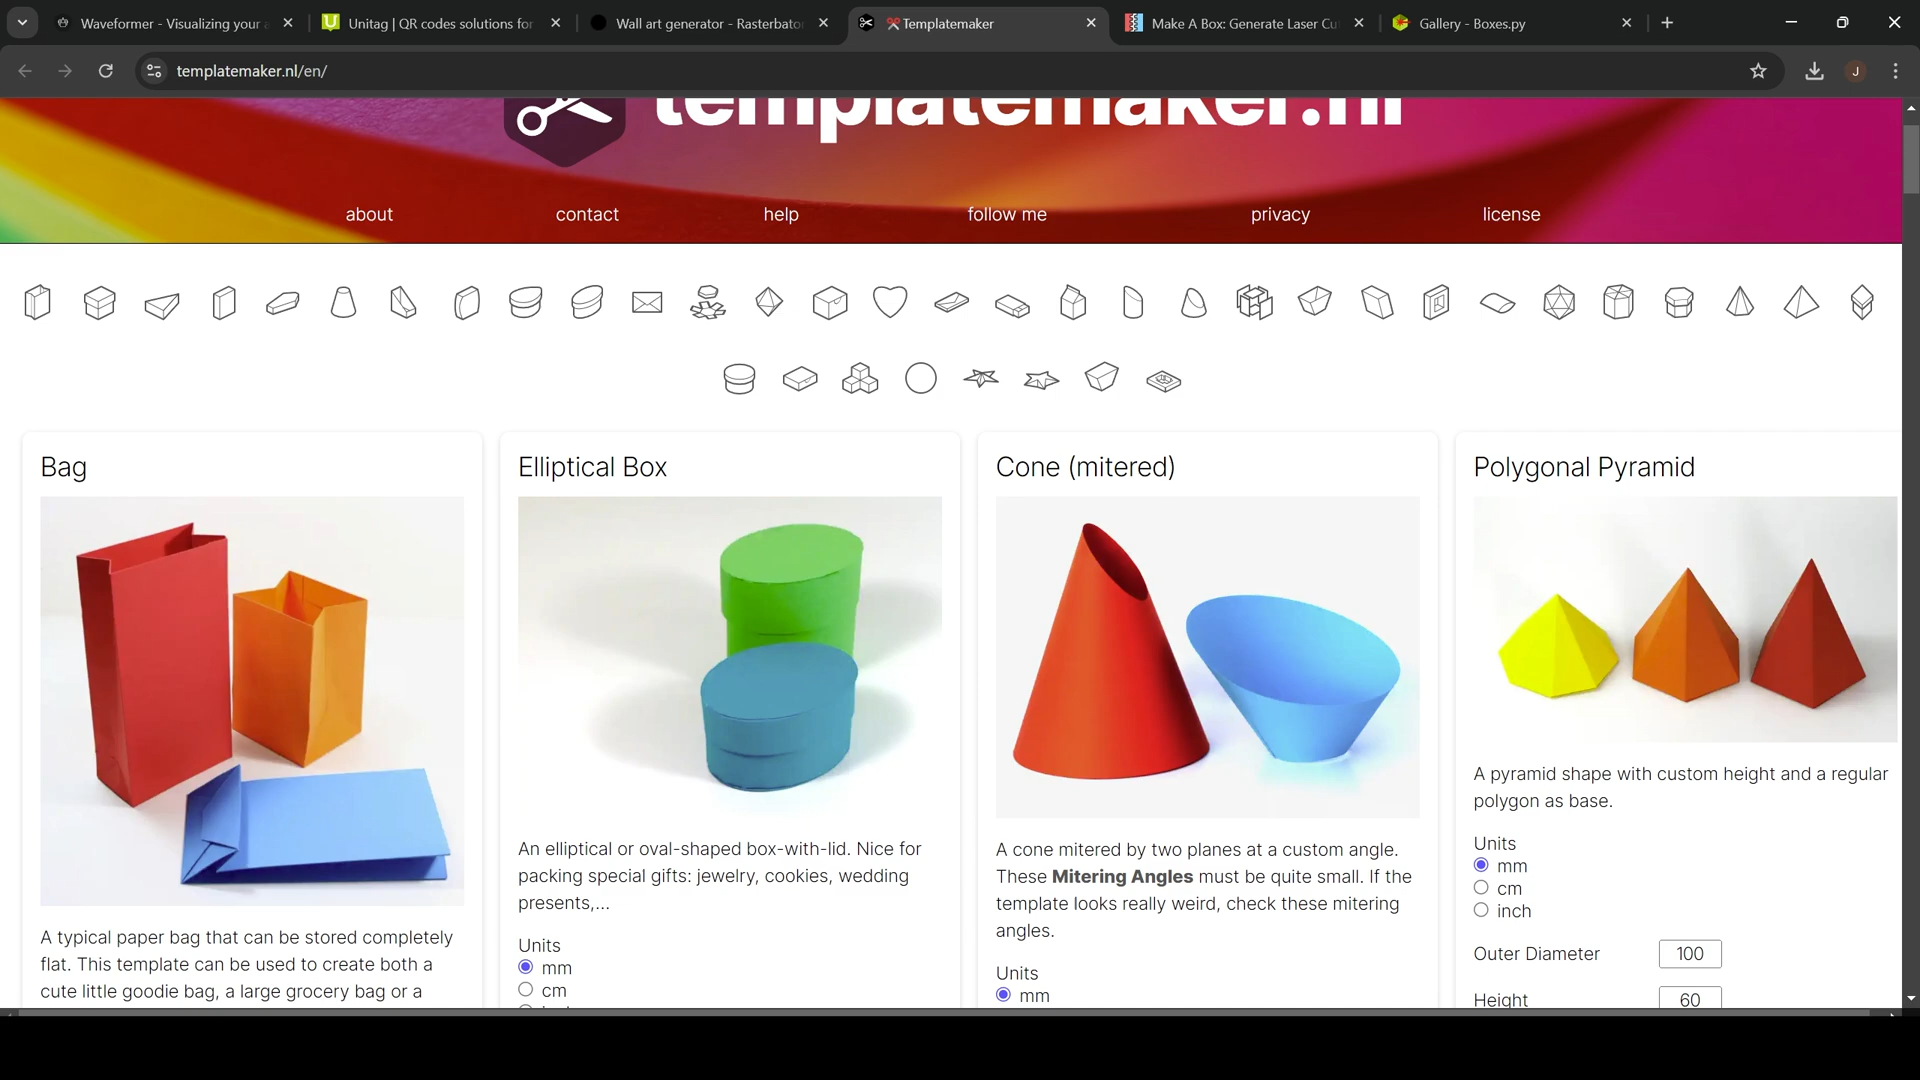 Waveformer - Visualizing your a
Unitag | QR codes solutions for
Wall art generator - Rasterbator
Templatemaker
Make A Box: Generate Laser Cu
Gallery - Boxes.py
templatemaker.nl/en/
J
templatemaker.nl
about contact help follow me privacy license
Bag
A typical paper bag that can be stored completely
flat. This template can be used to create both a
cute little goodie bag, a large grocery bag or a
Elliptical Box
An elliptical or oval-shaped box-with-lid. Nice for
packing special gifts: jewelry, cookies, wedding
presents,...
Units
mm
cm
Cone (mitered)
A cone mitered by two planes at a custom angle.
These Mitering Angles must be quite small. If the
template looks really weird, check these mitering
angles.
Units
mm
Polygonal Pyramid
A pyramid shape with custom height and a regular
polygon as base.
Units
mm
cm
inch
Outer Diameter 100
Height 60